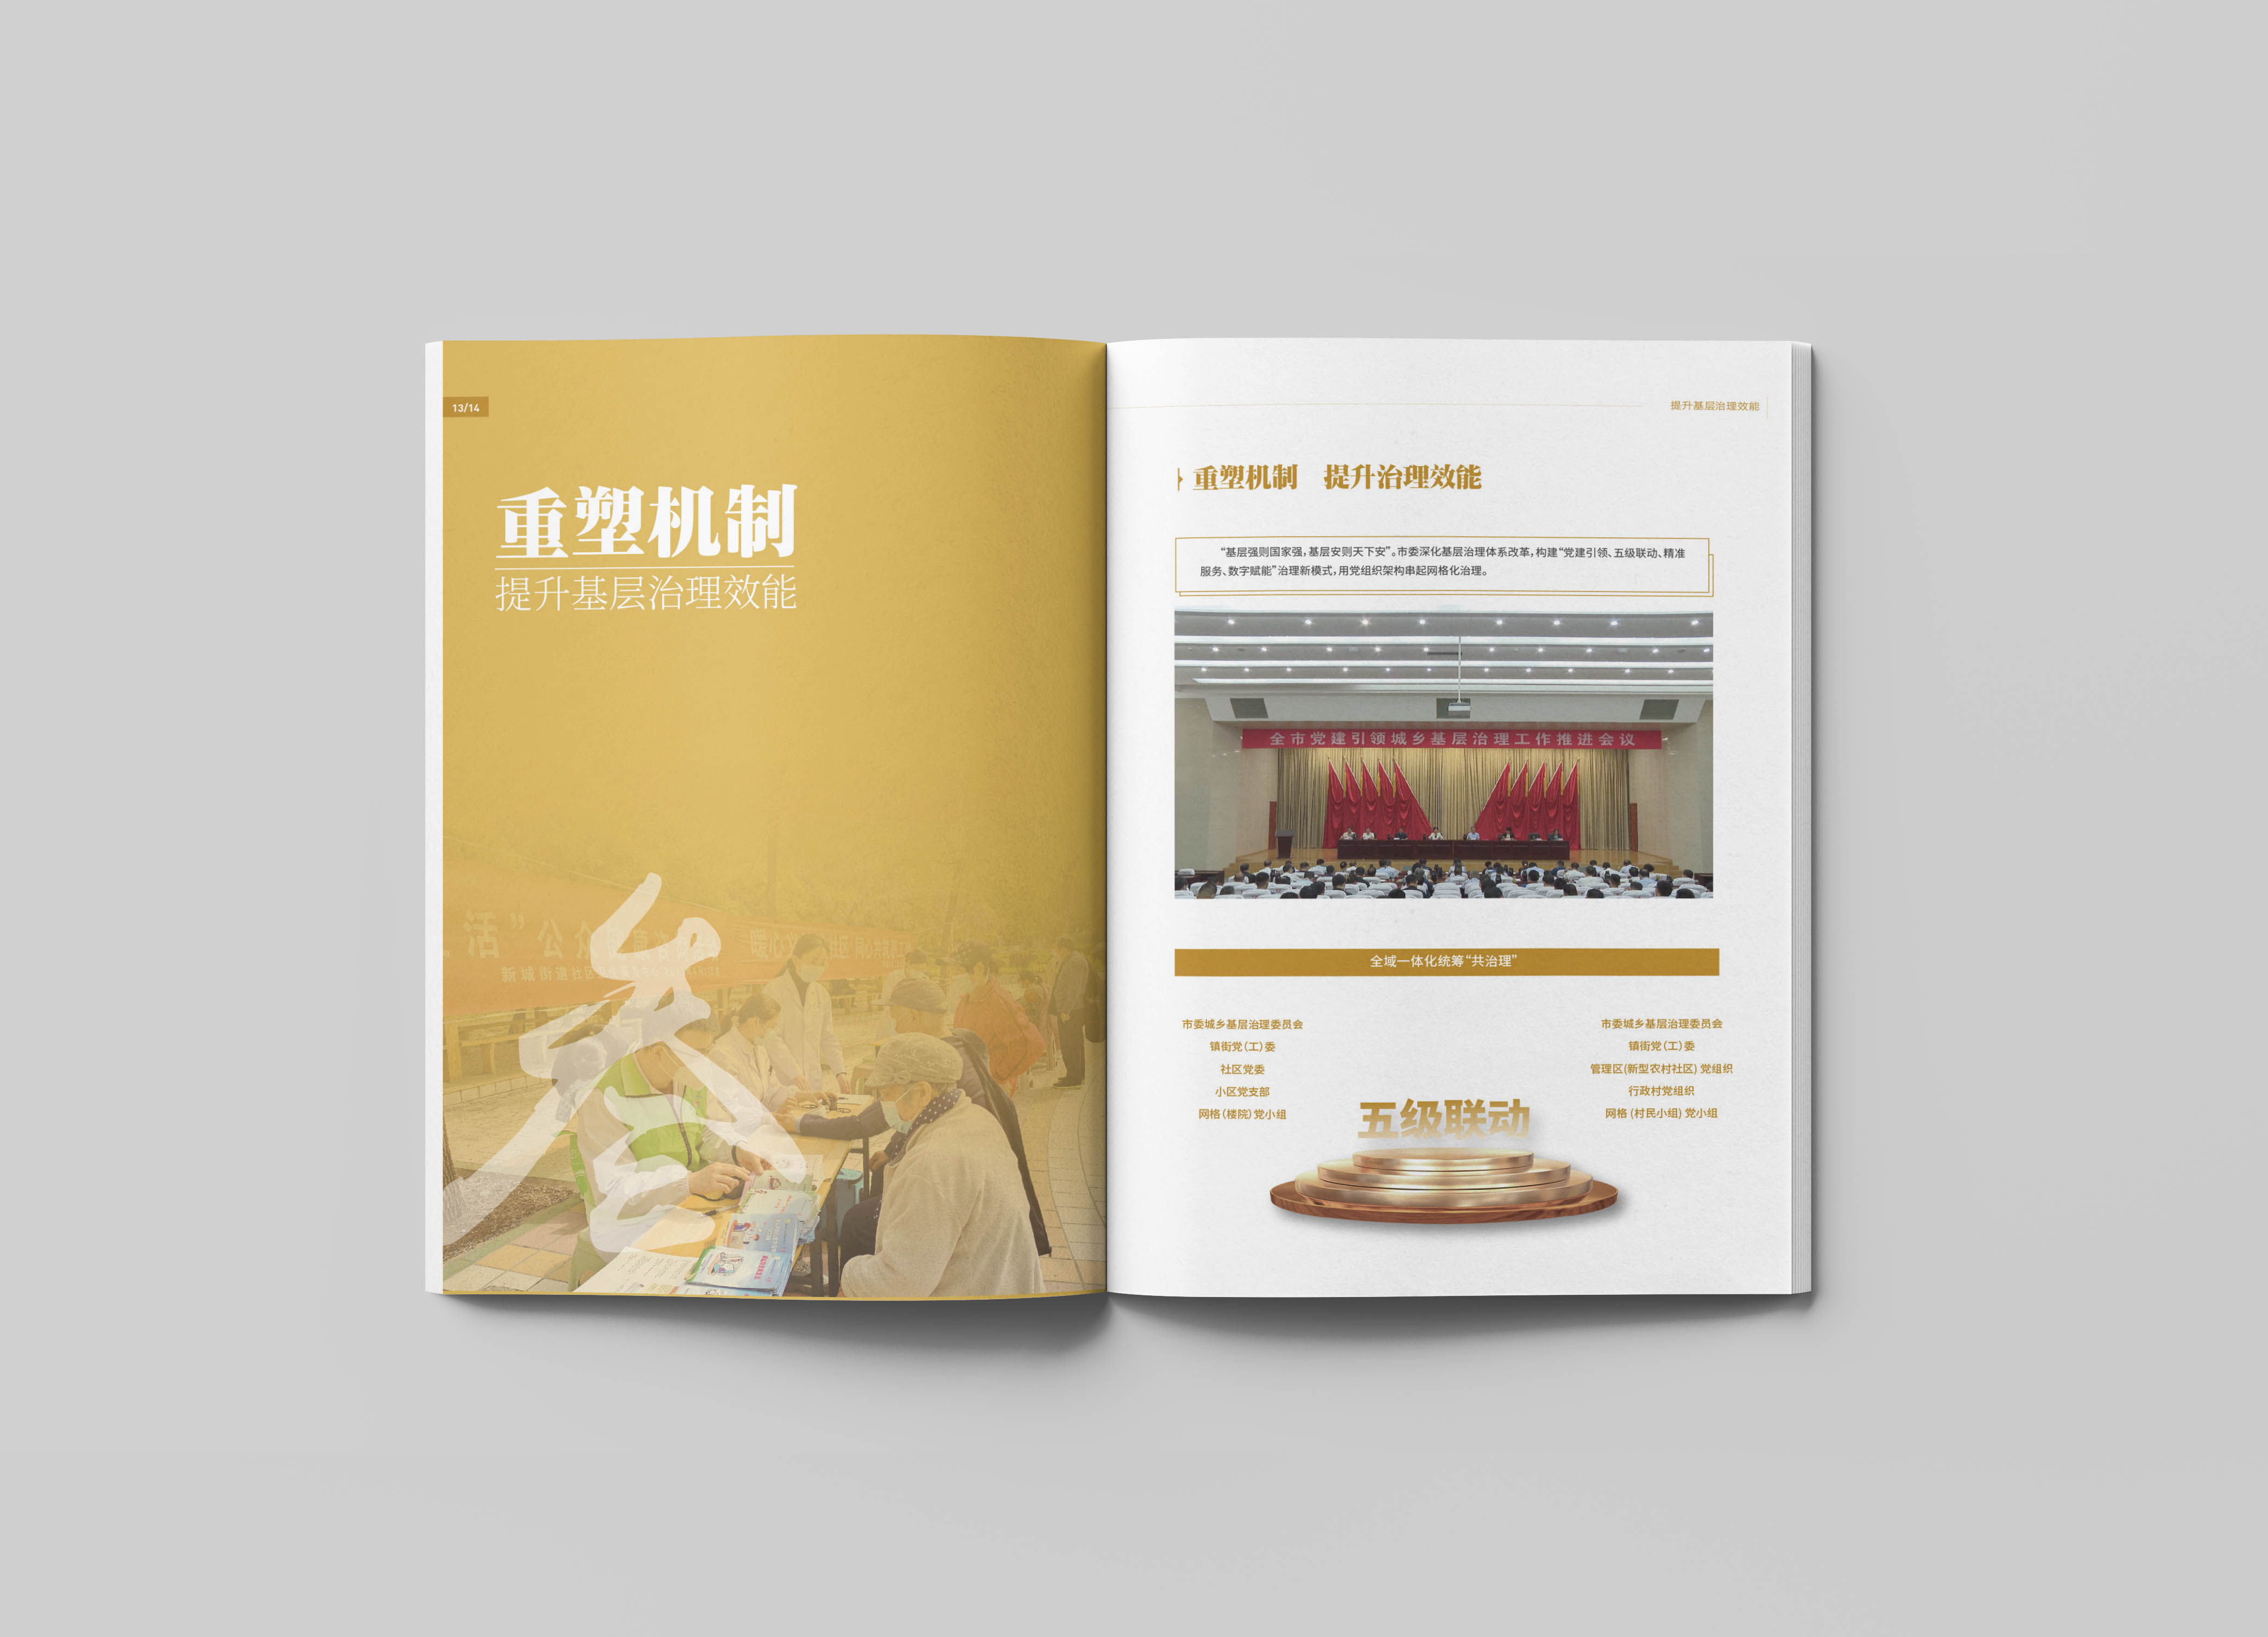 13/14
重塑机制
提升基层治理效能
活”公众
新城街道社区
提升基层治理效能
重塑机制 提升治理效能
“基层强则国家强,基层安则天下安”。市委深化基层治理体系改革,构建“党建引领、五级联动、精准
服务、数字赋能”治理新模式,用党组织架构串起网格化治理。
全市党建引领城乡基层治理工作推进会议
全域一体化统筹“共治理”
市委城乡基层治理委员会
镇街党(工)委
社区党委
小区党支部
网格(楼院)党小组
市委城乡基层治理委员会
镇街党(工)委
管理区(新型农村社区) 党组织
行政村党组织
网格 (村民小组) 党小组
五级联动